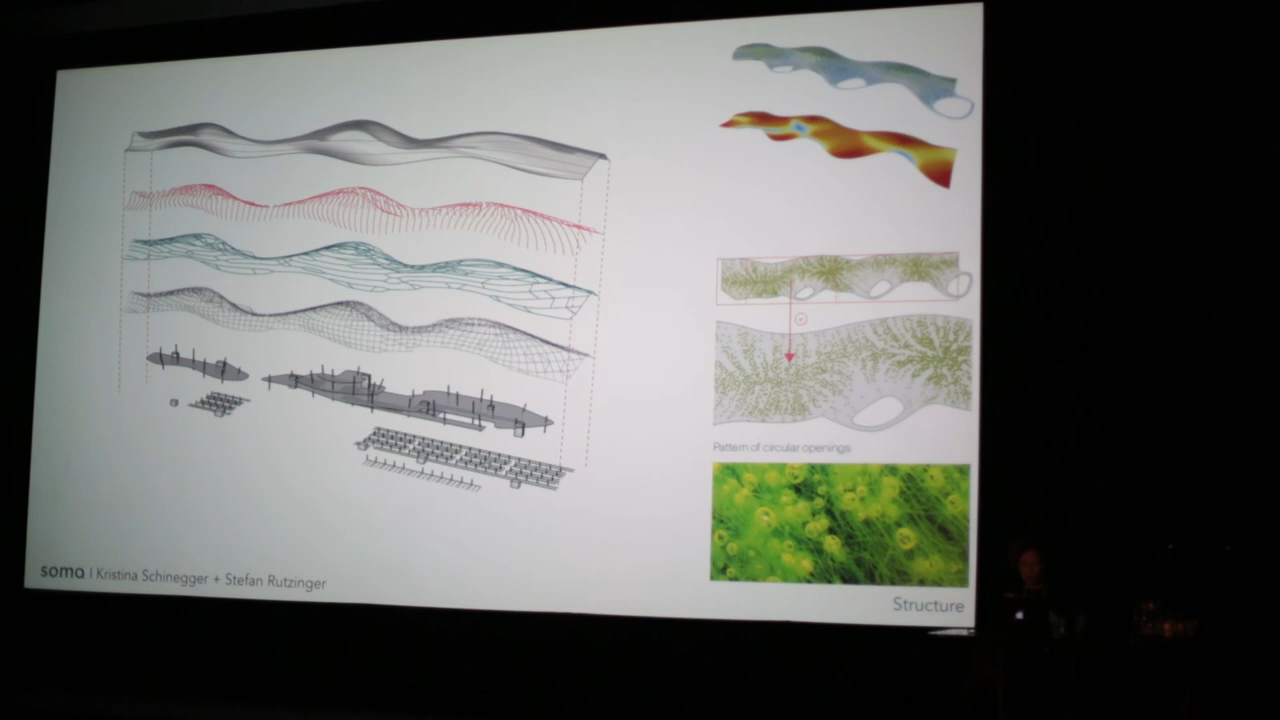 Pattern of circular openings
soma | Kristina Schinegger + Stefan Rutzinger
Structure